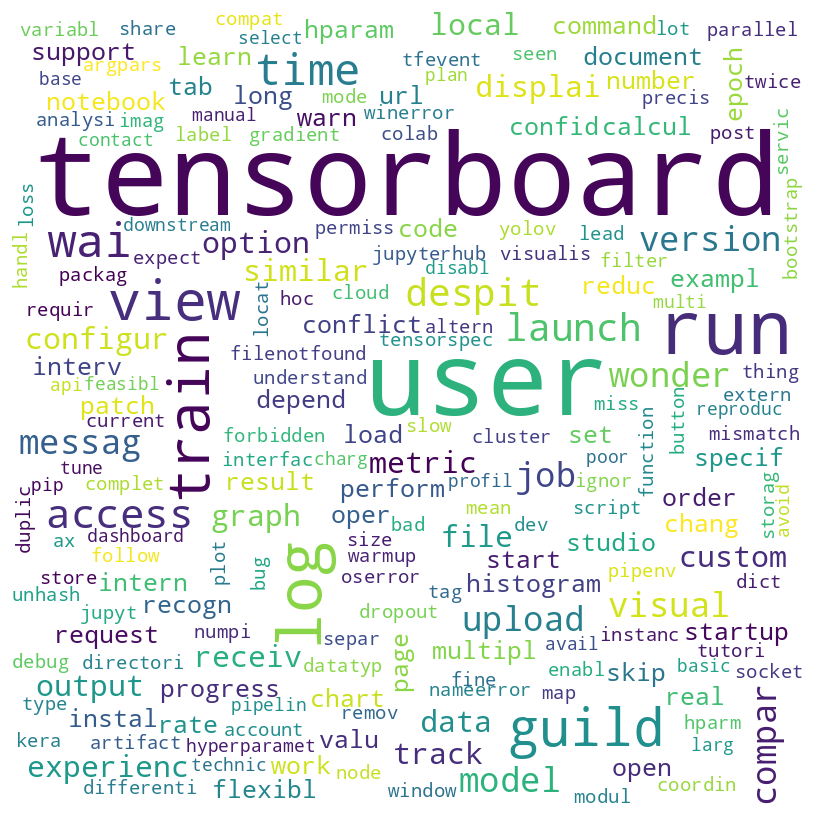 variabl share compat select hparam local command lot parallel
support argpars learn time tfevent seen document
base tab long url plan displai number epoch twice
notebook manual warn mode winerror precis
analysi imag label gradient colab confid calcul post servic
contact
tensorboard
loss downstream permiss code yolov lead bootstrap
handl wai expect option jupyterhub visualis version
packag view similar disabl despit filter reduc exampl
requir locat hoc cloud multi
configur train conflict altern launch run
interv filenotfound tensorspec user wonder thing
api feasibl understand extern
patch depend miss reproduc
current slow
messag forbidden load cluster set function button mismatch
tune interfac charg metric poor specif
pip complet result perform profil job ignor storag avoid
duplic access graph oper mean script order chang
ax dashboard size bad dev file studio
follow plot bug log warmup start custom
store intern oserror histogram pipenv dict
unhash jupyt recogn tag visual
request numpi dropout upload instanc startup
separ avail tutori
debug directori receiv datatyp page multipl enabl skip basic socket
output progress chart fine nameerror map real
type pipelin remov data guild hparm compar
instal rate account
kera artifact hyperparamet valu track larg
experienc technic work node model open coordin
differenti flexibl window modul